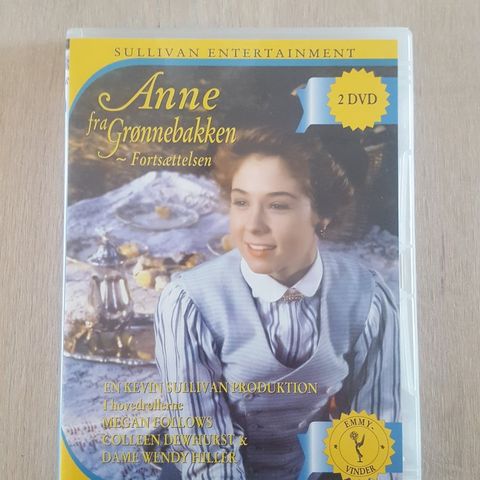 SULLIVAN ENTERTAINMENT
Anne
fra Grønnebakken
~ Fortsættelsen
2 DVD
EN KEVIN SULLIVAN PRODUKTION
I hovedrollerne
MEGAN FOLLOWS
COLLEEN DEWHURST &
DAME WENDY HILLER
EMMY-
VINDER